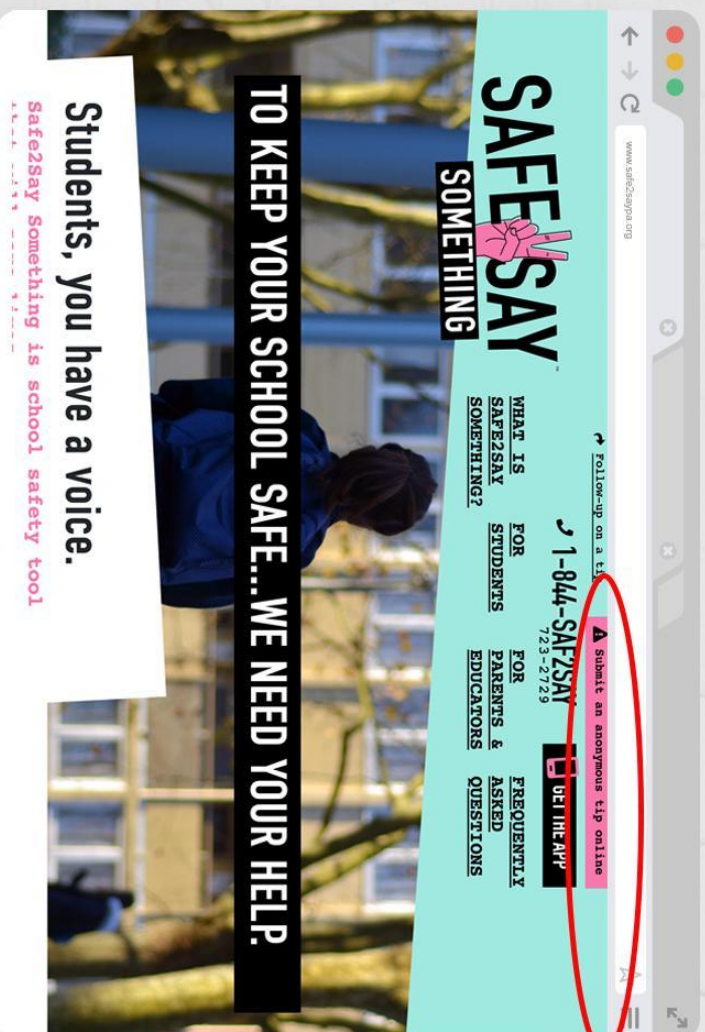 www.safe2saypa.org
Follow-up on a
Submit an anonymous tip online
1-844-SAF2SAY
723-2729
GET THE APP
SAFE SAY
SOMETHING
WHAT IS
SAFE2SAY
SOMETHING?
FOR
STUDENTS
FOR
PARENTS &
EDUCATORS
FREQUENTLY
ASKED
QUESTIONS
TO KEEP YOUR SCHOOL SAFE...WE NEED YOUR HELP.
Students, you have a voice.
Safe2Say Something is school safety tool